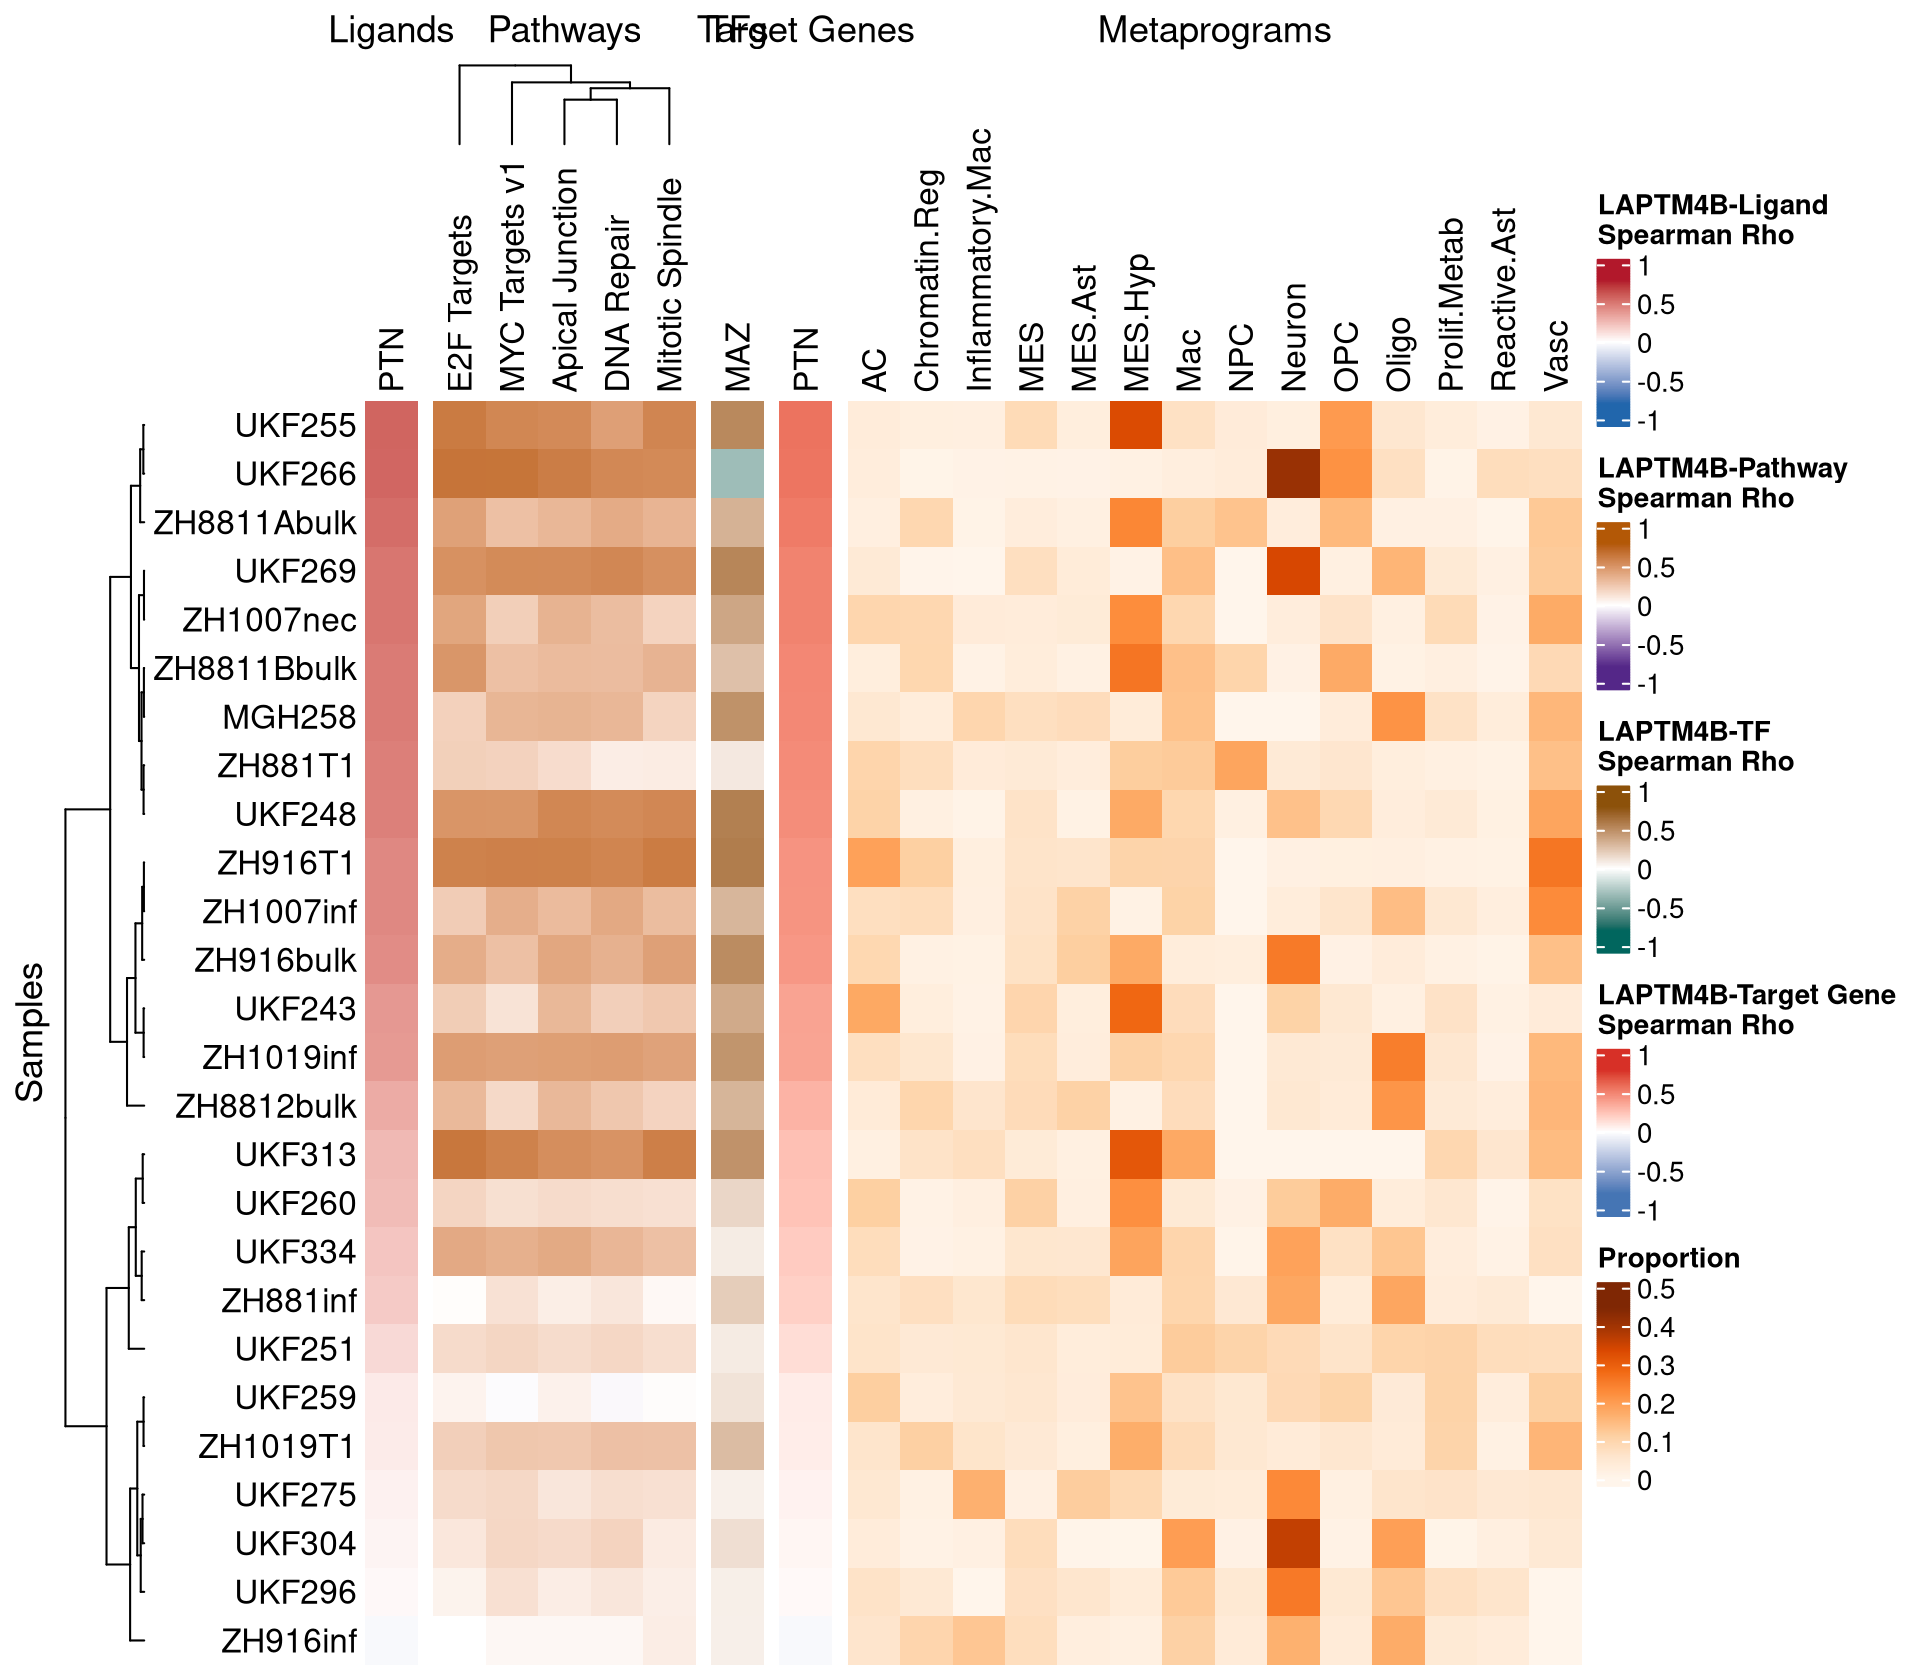 Ligands
Pathways
TFs
Target Genes
Metaprograms
PTN
E2F Targets
MYC Targets v1
Apical Junction
DNA Repair
Mitotic Spindle
MAZ
PTN
AC
Chromatin.Reg
Inflammatory.Mac
MES
MES.Ast
MES.Hyp
Mac
NPC
Neuron
OPC
Oligo
Prolif.Metab
Reactive.Ast
Vasc
Samples
UKF255
UKF266
ZH8811Abulk
UKF269
ZH1007nec
ZH8811Bbulk
MGH258
ZH881T1
UKF248
ZH916T1
ZH1007inf
ZH916bulk
UKF243
ZH1019inf
ZH8812bulk
UKF313
UKF260
UKF334
ZH881inf
UKF251
UKF259
ZH1019T1
UKF275
UKF304
UKF296
ZH916inf
LAPTM4B-Ligand
Spearman Rho
1
0.5
0
-0.5
-1
LAPTM4B-Pathway
Spearman Rho
1
0.5
0
-0.5
-1
LAPTM4B-TF
Spearman Rho
1
0.5
0
-0.5
-1
LAPTM4B-Target Gene
Spearman Rho
1
0.5
0
-0.5
-1
Proportion
0.5
0.4
0.3
0.2
0.1
0